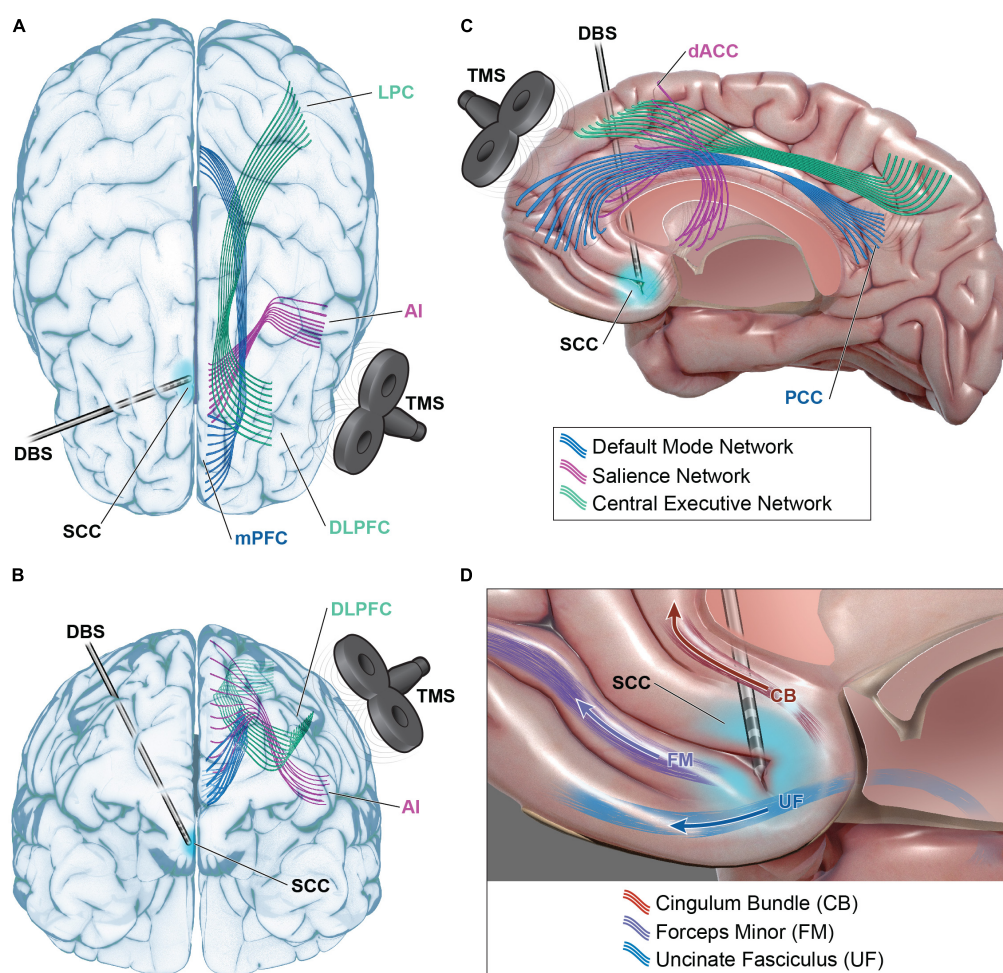 A
LPC
AI
TMS
DBS
SCC
mPFC
DLPFC
B
DLPFC
DBS
TMS
AI
SCC
C
DBS
dACC
TMS
SCC
PCC
Default Mode Network
Salience Network
Central Executive Network
D
SCC
CB
FM
UF
Cingulum Bundle (CB)
Forceps Minor (FM)
Uncinate Fasciculus (UF)